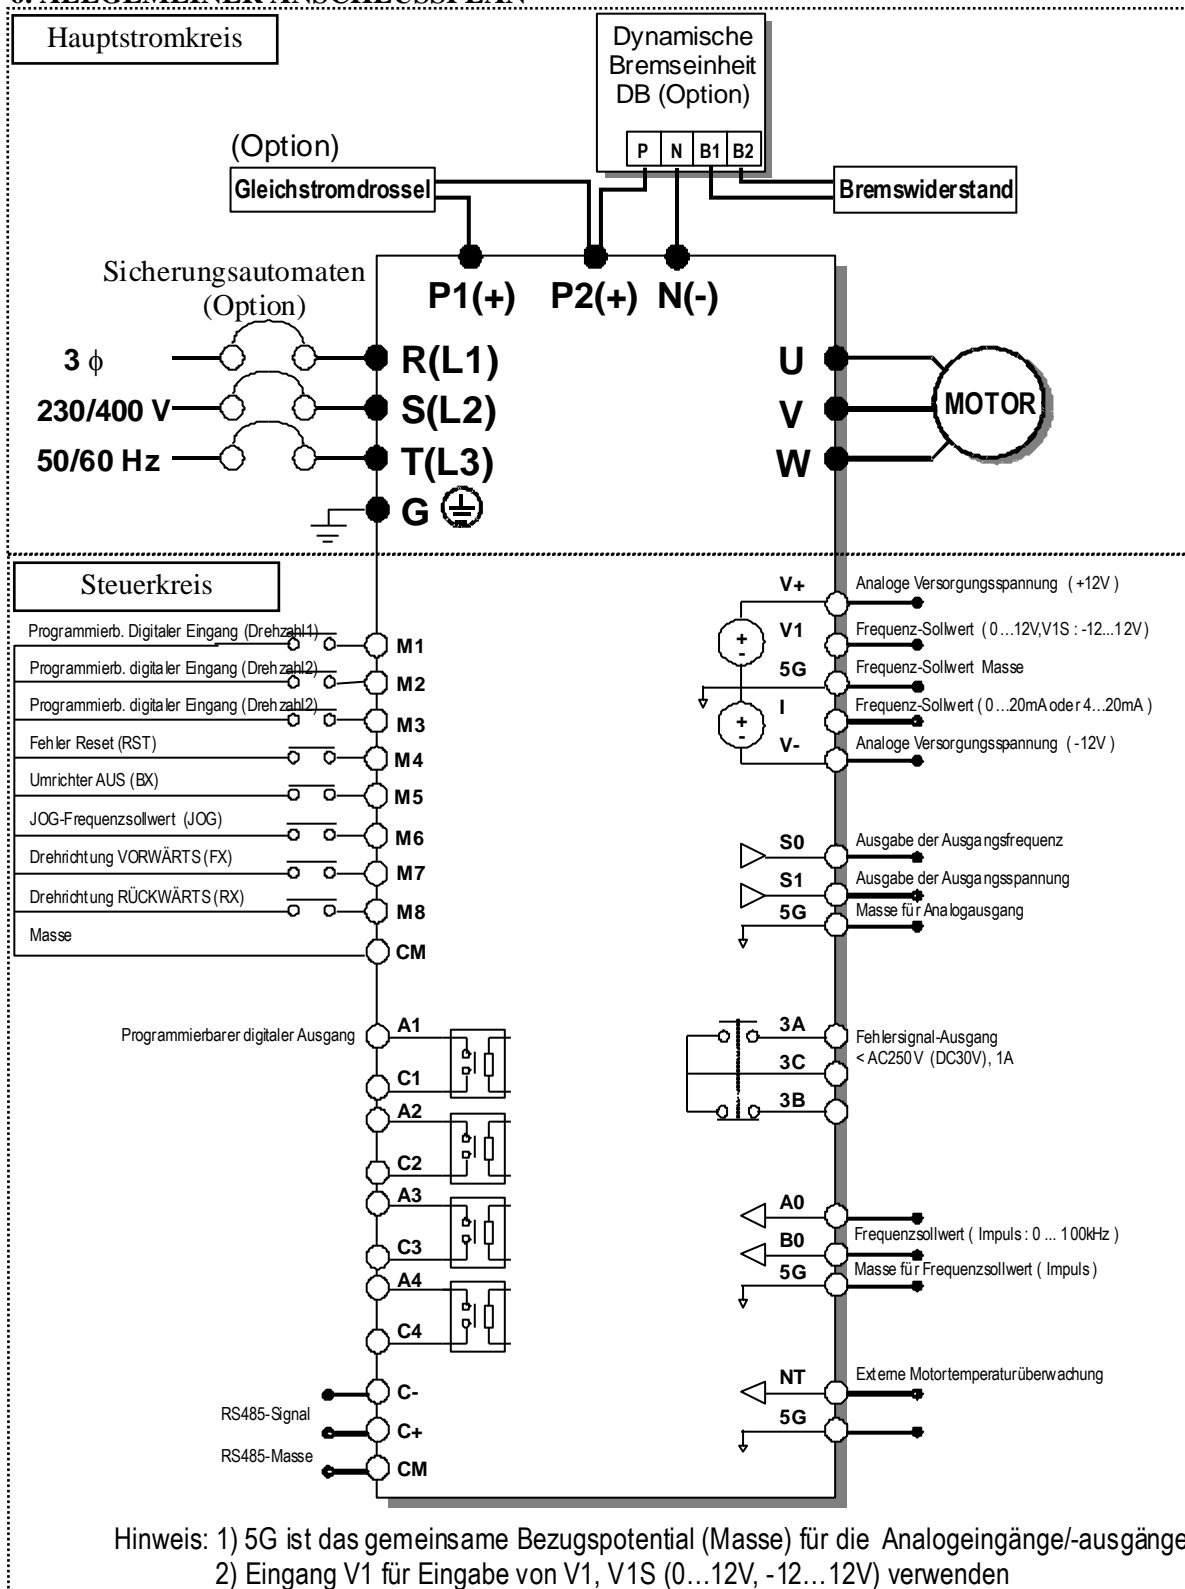 6. ALLGEMEINER ANSCHLUSSPLAN
Hauptstromkreis
Dynamische
Bremseinheit
DB (Option)
P N B1 B2
(Option)
Gleichstromdrossel
Bremswiderstand
Sicherungsautomaten
(Option)
P1(+) P2(+) N(-)
3 ϕ
R(L1)
U
230/400 V
S(L2)
V
MOTOR
50/60 Hz
T(L3)
W
G
Steuerkreis
Programmierb. Digitaler Eingang (Drehzahl1)
M1
Programmierb. digitaler Eingang (Drehzahl2)
M2
Programmierb. digitaler Eingang (Drehzahl2)
M3
Fehler Reset (RST)
M4
Umrichter AUS (BX)
M5
JOG-Frequenzsollwert (JOG)
M6
Drehrichtung VORWÄRTS (FX)
M7
Drehrichtung RÜCKWÄRTS (RX)
M8
Masse
CM
V+ Analoge Versorgungsspannung ( +12V )
V1 Frequenz-Sollwert ( 0…12V,V1S : -12...12V )
5G Frequenz-Sollwert Masse
I Frequenz-Sollwert ( 0…20mA oder 4…20mA )
V- Analoge Versorgungsspannung ( -12V )
+
-
+
-
S0 Ausgabe der Ausgangsfrequenz
S1 Ausgabe der Ausgangsspannung
5G Masse für Analogausgang
Programmierbarer digitaler Ausgang
A1
C1
A2
C2
A3
C3
A4
C4
3A Fehlersignal-Ausgang
< AC250V (DC30V), 1A
3C
3B
A0
Frequenzsollwert ( Impuls : 0 ... 100kHz )
B0
5G Masse für Frequenzsollwert ( Impuls )
NT Externe Motortemperaturüberwachung
5G
C-
RS485-Signal
C+
RS485-Masse
CM
Hinweis: 1) 5G ist das gemeinsame Bezugspotential (Masse) für die Analogeingänge/-ausgänge
2) Eingang V1 für Eingabe von V1, V1S (0…12V, -12…12V) verwenden